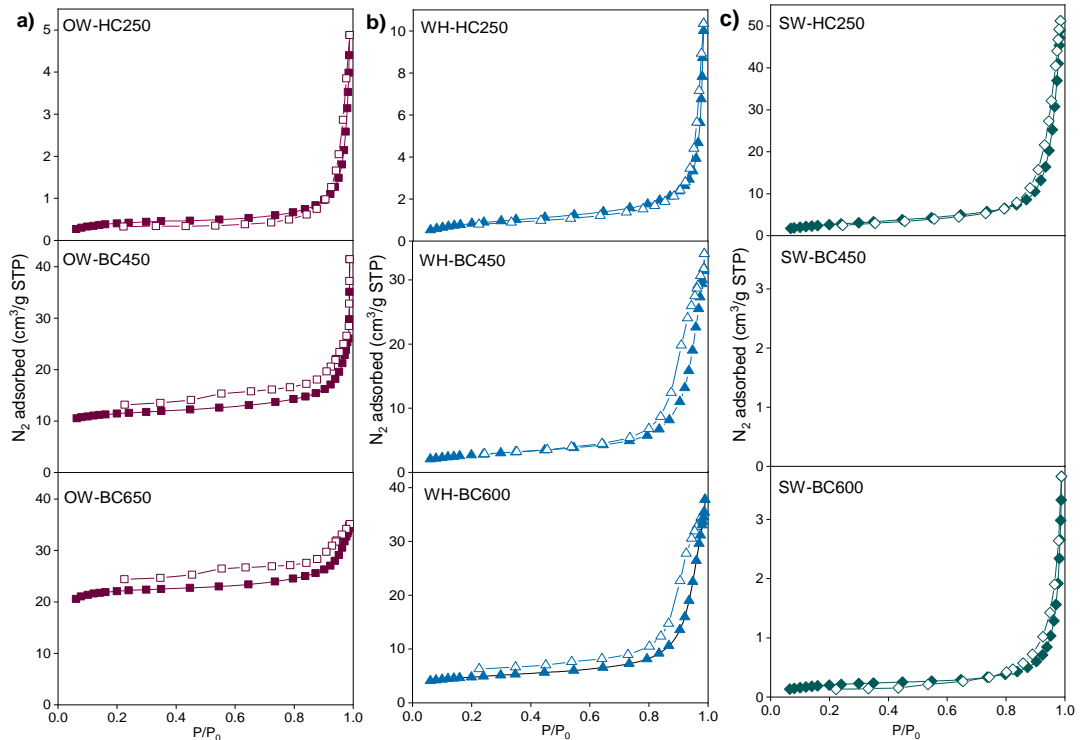 a)
OW-HC250
5
4
3
2
1
0
OW-BC450
40
30
20
10
0
OW-BC650
40
30
20
10
0
0.0 0.2 0.4 0.6 0.8 1.0
P/P₀
N₂ adsorbed (cm³/g STP)
b)
WH-HC250
10
8
6
4
2
0
WH-BC450
30
20
10
0
WH-BC600
40
30
20
10
0
0.0 0.2 0.4 0.6 0.8 1.0
P/P₀
N₂ adsorbed (cm³/g STP)
c)
SW-HC250
50
40
30
20
10
0
SW-BC450
3
2
1
0
SW-BC600
3
2
1
0
0.0 0.2 0.4 0.6 0.8 1.0
P/P₀
N₂ adsorbed (cm³/g STP)